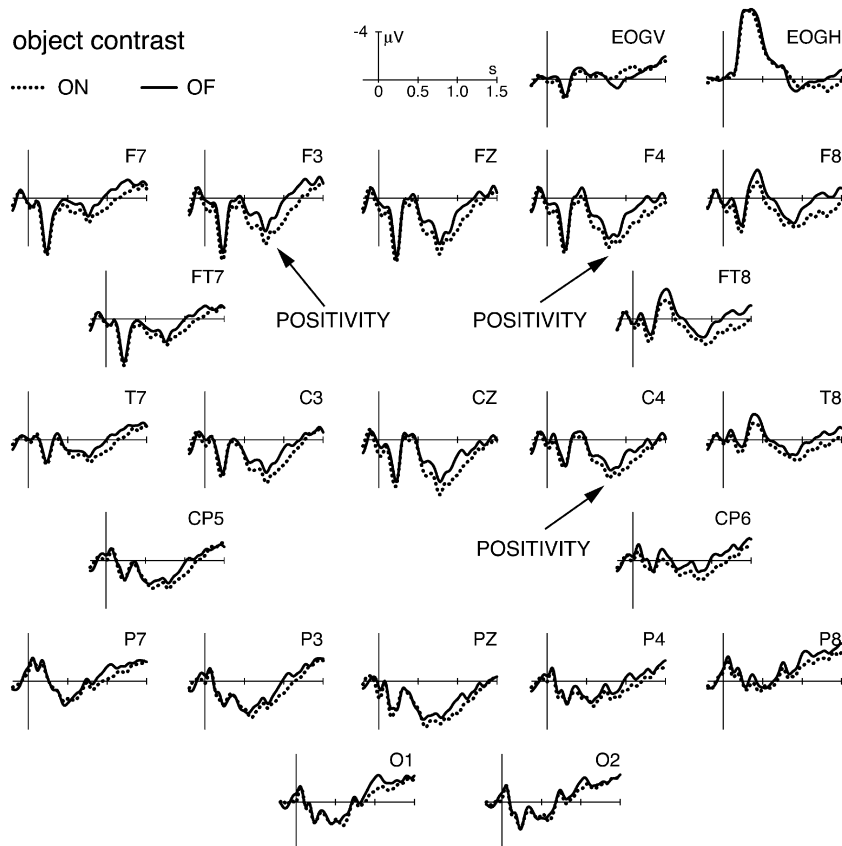 object contrast
ON OF
-4 μV
s
0 0.5 1.0 1.5
EOGV EOGH
F7 F3 FZ F4 F8
FT7 FT8
POSITIVITY POSITIVITY
T7 C3 CZ C4 T8
CP5 CP6
POSITIVITY
P7 P3 PZ P4 P8
O1 O2